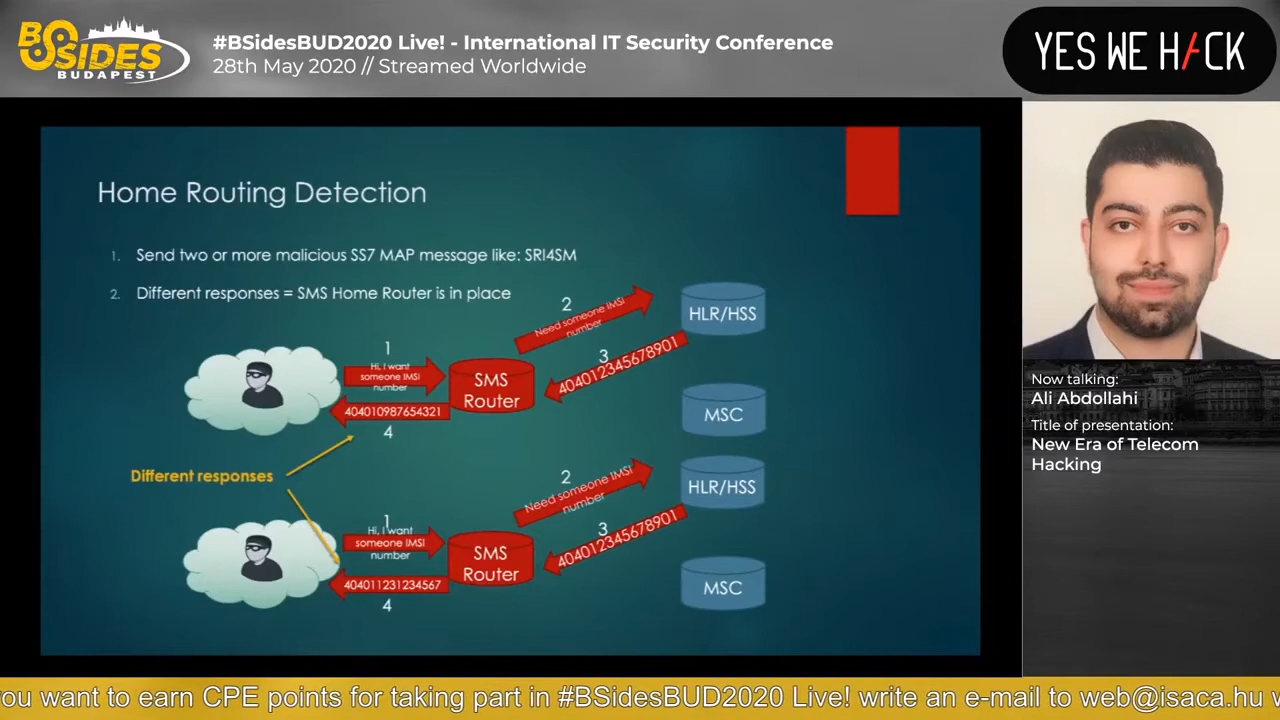 BSIDES
BUDAPEST
#BSidesBUD2020 Live! - International IT Security Conference
28th May 2020 // Streamed Worldwide
YES WE H/CK
Home Routing Detection
1. Send two or more malicious SS7 MAP message like: SRI4SM
2. Different responses = SMS Home Router is in place
1
Hi, I want
someone IMSI
number
404010987654321
4
SMS
Router
2
Need someone IMSI
number
3
404012345678901
HLR/HSS
MSC
Different responses
1
Hi, I want
someone IMSI
number
404011231234567
4
SMS
Router
2
Need someone IMSI
number
3
404012345678901
HLR/HSS
MSC
Now talking:
Ali Abdollahi
Title of presentation:
New Era of Telecom
Hacking
you want to earn CPE points for taking part in #BSidesBUD2020 Live! write an e-mail to web@isaca.hu